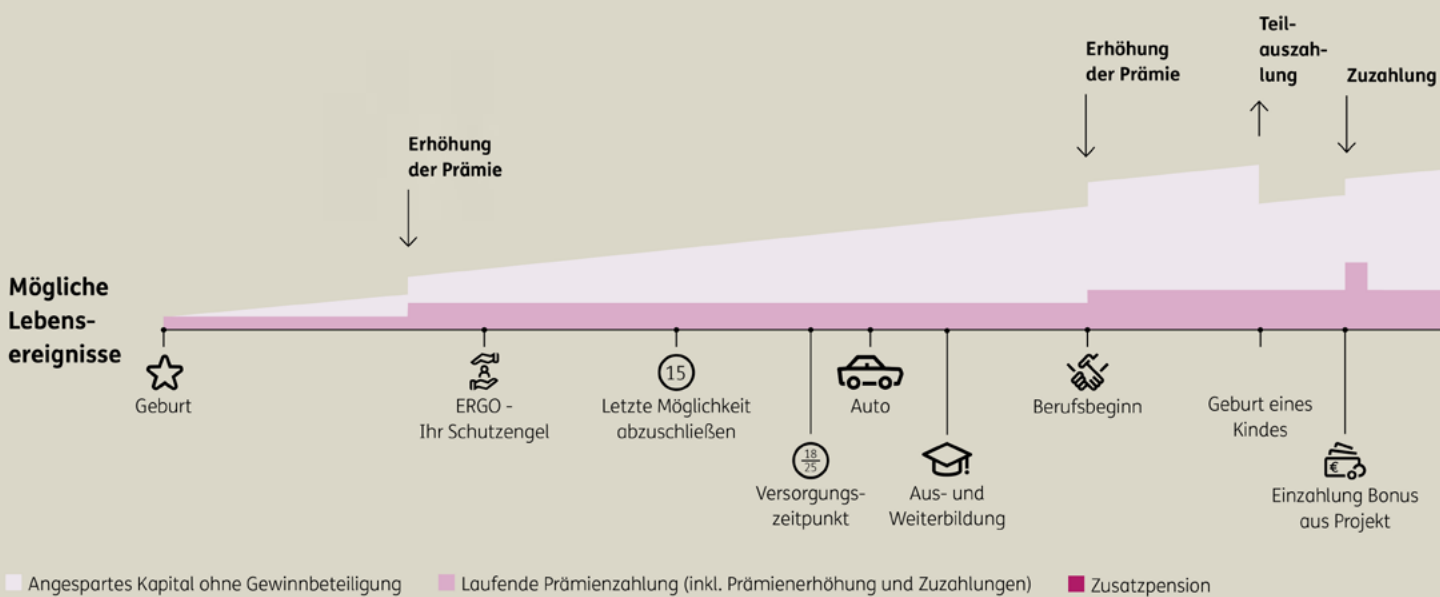 Teil-
auszah-
lung
Erhöhung
der Prämie
Zuzahlung
Erhöhung
der Prämie
Mögliche
Lebens-
ereignisse
15
Geburt
ERGO -
Ihr Schutzengel
Letzte Möglichkeit
abzuschließen
Auto
Berufsbeginn
Geburt eines
Kindes
18
25
€
Versorgungs-
zeitpunkt
Aus- und
Weiterbildung
Einzahlung Bonus
aus Projekt
Angespartes Kapital ohne Gewinnbeteiligung
Laufende Prämienzahlung (inkl. Prämienerhöhung und Zuzahlungen)
Zusatzpension